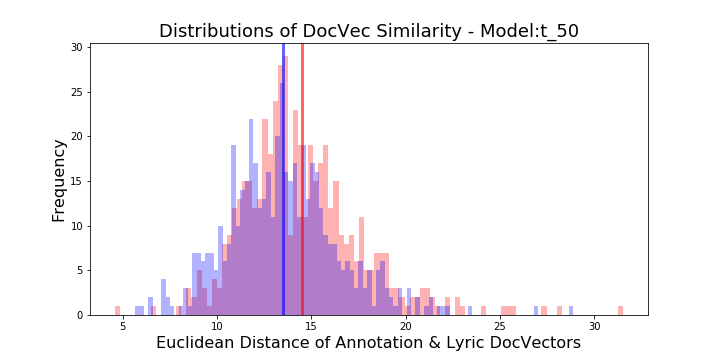 Distributions of DocVec Similarity - Model:t_50
30
25
20
15
10
5
0
Frequency
5 10 15 20 25 30
Euclidean Distance of Annotation & Lyric DocVectors